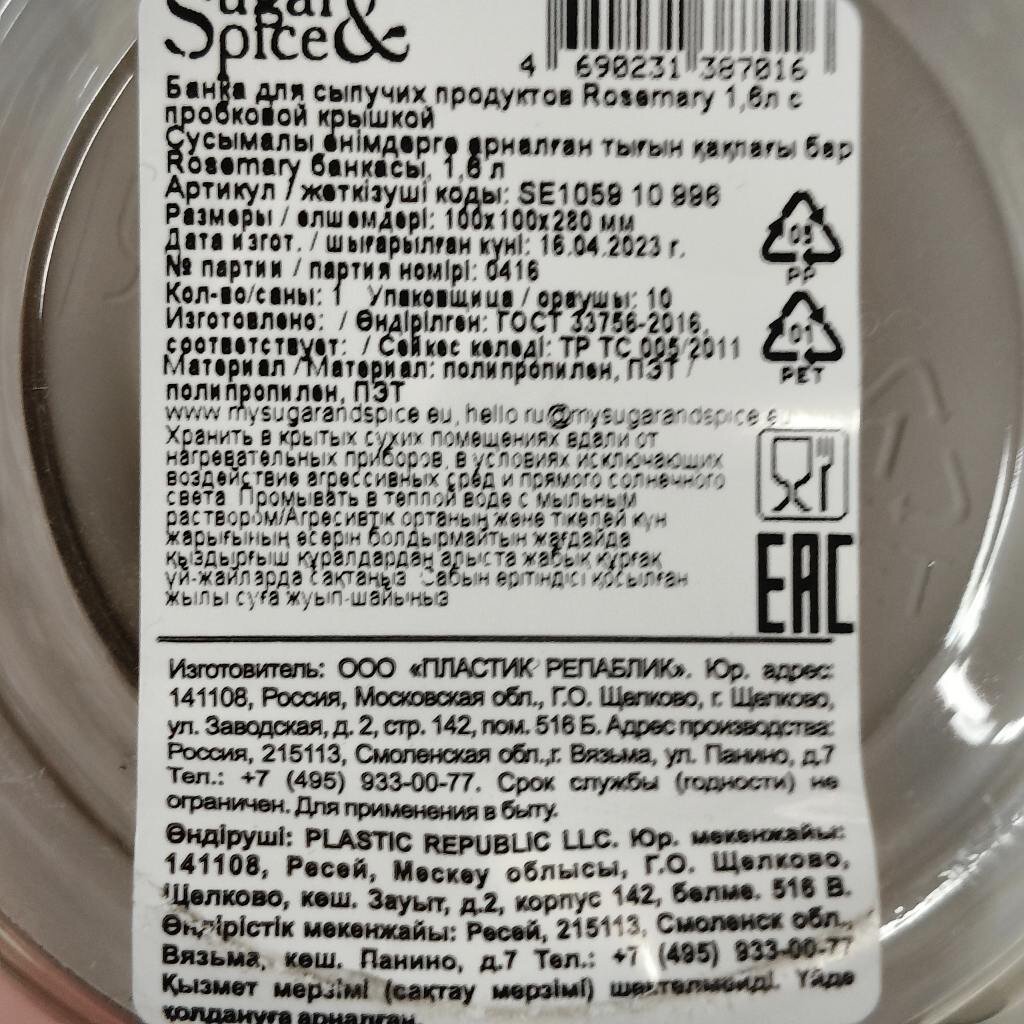 Sugar &
Spice
4 690231 387016
Банка для сыпучих продуктов Rosemary 1,6л с
пробковой крышкой
Сусымалы өнімдерге арналған тығын қақпағы бар
Rosemary банкасы, 1,6 л
Артикул / жеткізуші коды: SE1059 10 996
Размеры / өлшемдері: 100х100х280 мм
Дата изгот. / шығарылған күні: 16.04.2023 г.
№ партии / партия номірі: 0416
Кол-во/саны: 1 Упаковщица / ораушы: 10
Изготовлено: / Өндірілген: ГОСТ 33756-2016,
соответствует: / Сәйкес келеді: ТР ТС 005/2011
Материал /Материал: полипропилен, ПЭТ /
полипропилен, ПЭТ
www.mysugarandspice.eu, hello.ru@mysugarandspice.eu
Хранить в крытых сухих помещениях вдали от
нагревательных приборов, в условиях исключающих
воздействие агрессивных сред и прямого солнечного
света. Промывать в теплой воде с мыльным
раствором/Агресивтік ортаның және тікелей күн
жарығының әсерін болдырмайтын жағдайда
қыздырғыш құралдардан алыста жабық құрғақ
үй-жайларда сақтаңыз. Сабын ерітіндісі қосылған
жылы суға жуып-шайыңыз
05
PP
01
PET
EAC
Изготовитель: ООО «ПЛАСТИК РЕПАБЛИК». Юр. адрес:
141108, Россия, Московская обл., Г.О. Щелково, г. Щелково,
ул. Заводская, д. 2, стр. 142, пом. 516 Б. Адрес производства:
Россия, 215113, Смоленская обл.,г. Вязьма, ул. Панино, д.7
Тел.: +7 (495) 933-00-77. Срок службы (годности) не
ограничен. Для применения в быту.
Өндіруші: PLASTIC REPUBLIC LLC. Юр. мекенжайы:
141108, Ресей, Мәскеу облысы, Г.О. Щелково,
Щелково, көш. Зауыт, д.2, корпус 142, бөлме. 516 В.
Өндірістік мекенжайы: Ресей, 215113, Смоленск обл.,
Вязьма, көш. Панино, д.7 Тел.: +7 (495) 933-00-77
Қызмет мерзімі (сақтау мерзімі) шектелмейді. Үйде
қолдануға арналған.